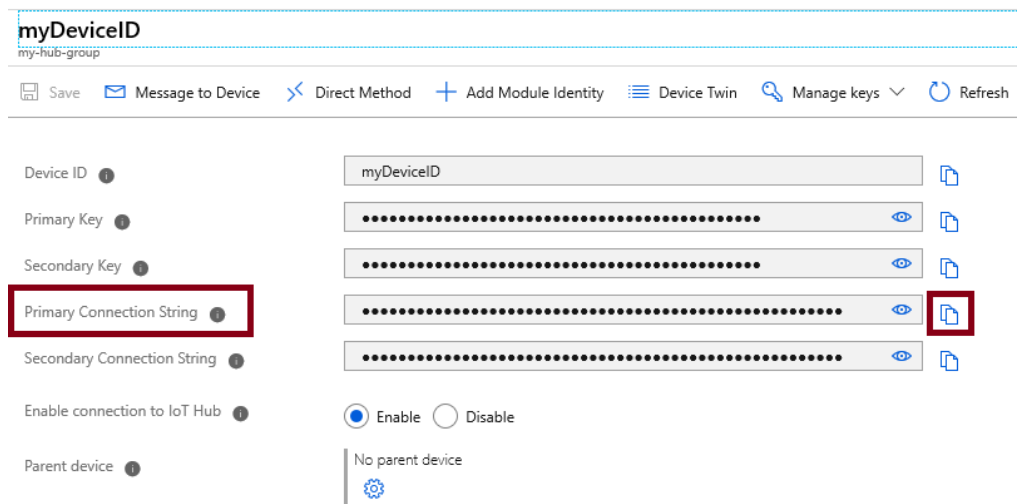 myDeviceID
my-hub-group
Save Message to Device Direct Method Add Module Identity Device Twin Manage keys Refresh
Device ID myDeviceID
Primary Key ••••••••••••••••••••••••••••••••••••••••••••
Secondary Key ••••••••••••••••••••••••••••••••••••••••••••
Primary Connection String •••••••••••••••••••••••••••••••••••••••••••••••••••••
Secondary Connection String •••••••••••••••••••••••••••••••••••••••••••••••••••••
Enable connection to IoT Hub Enable Disable
Parent device No parent device